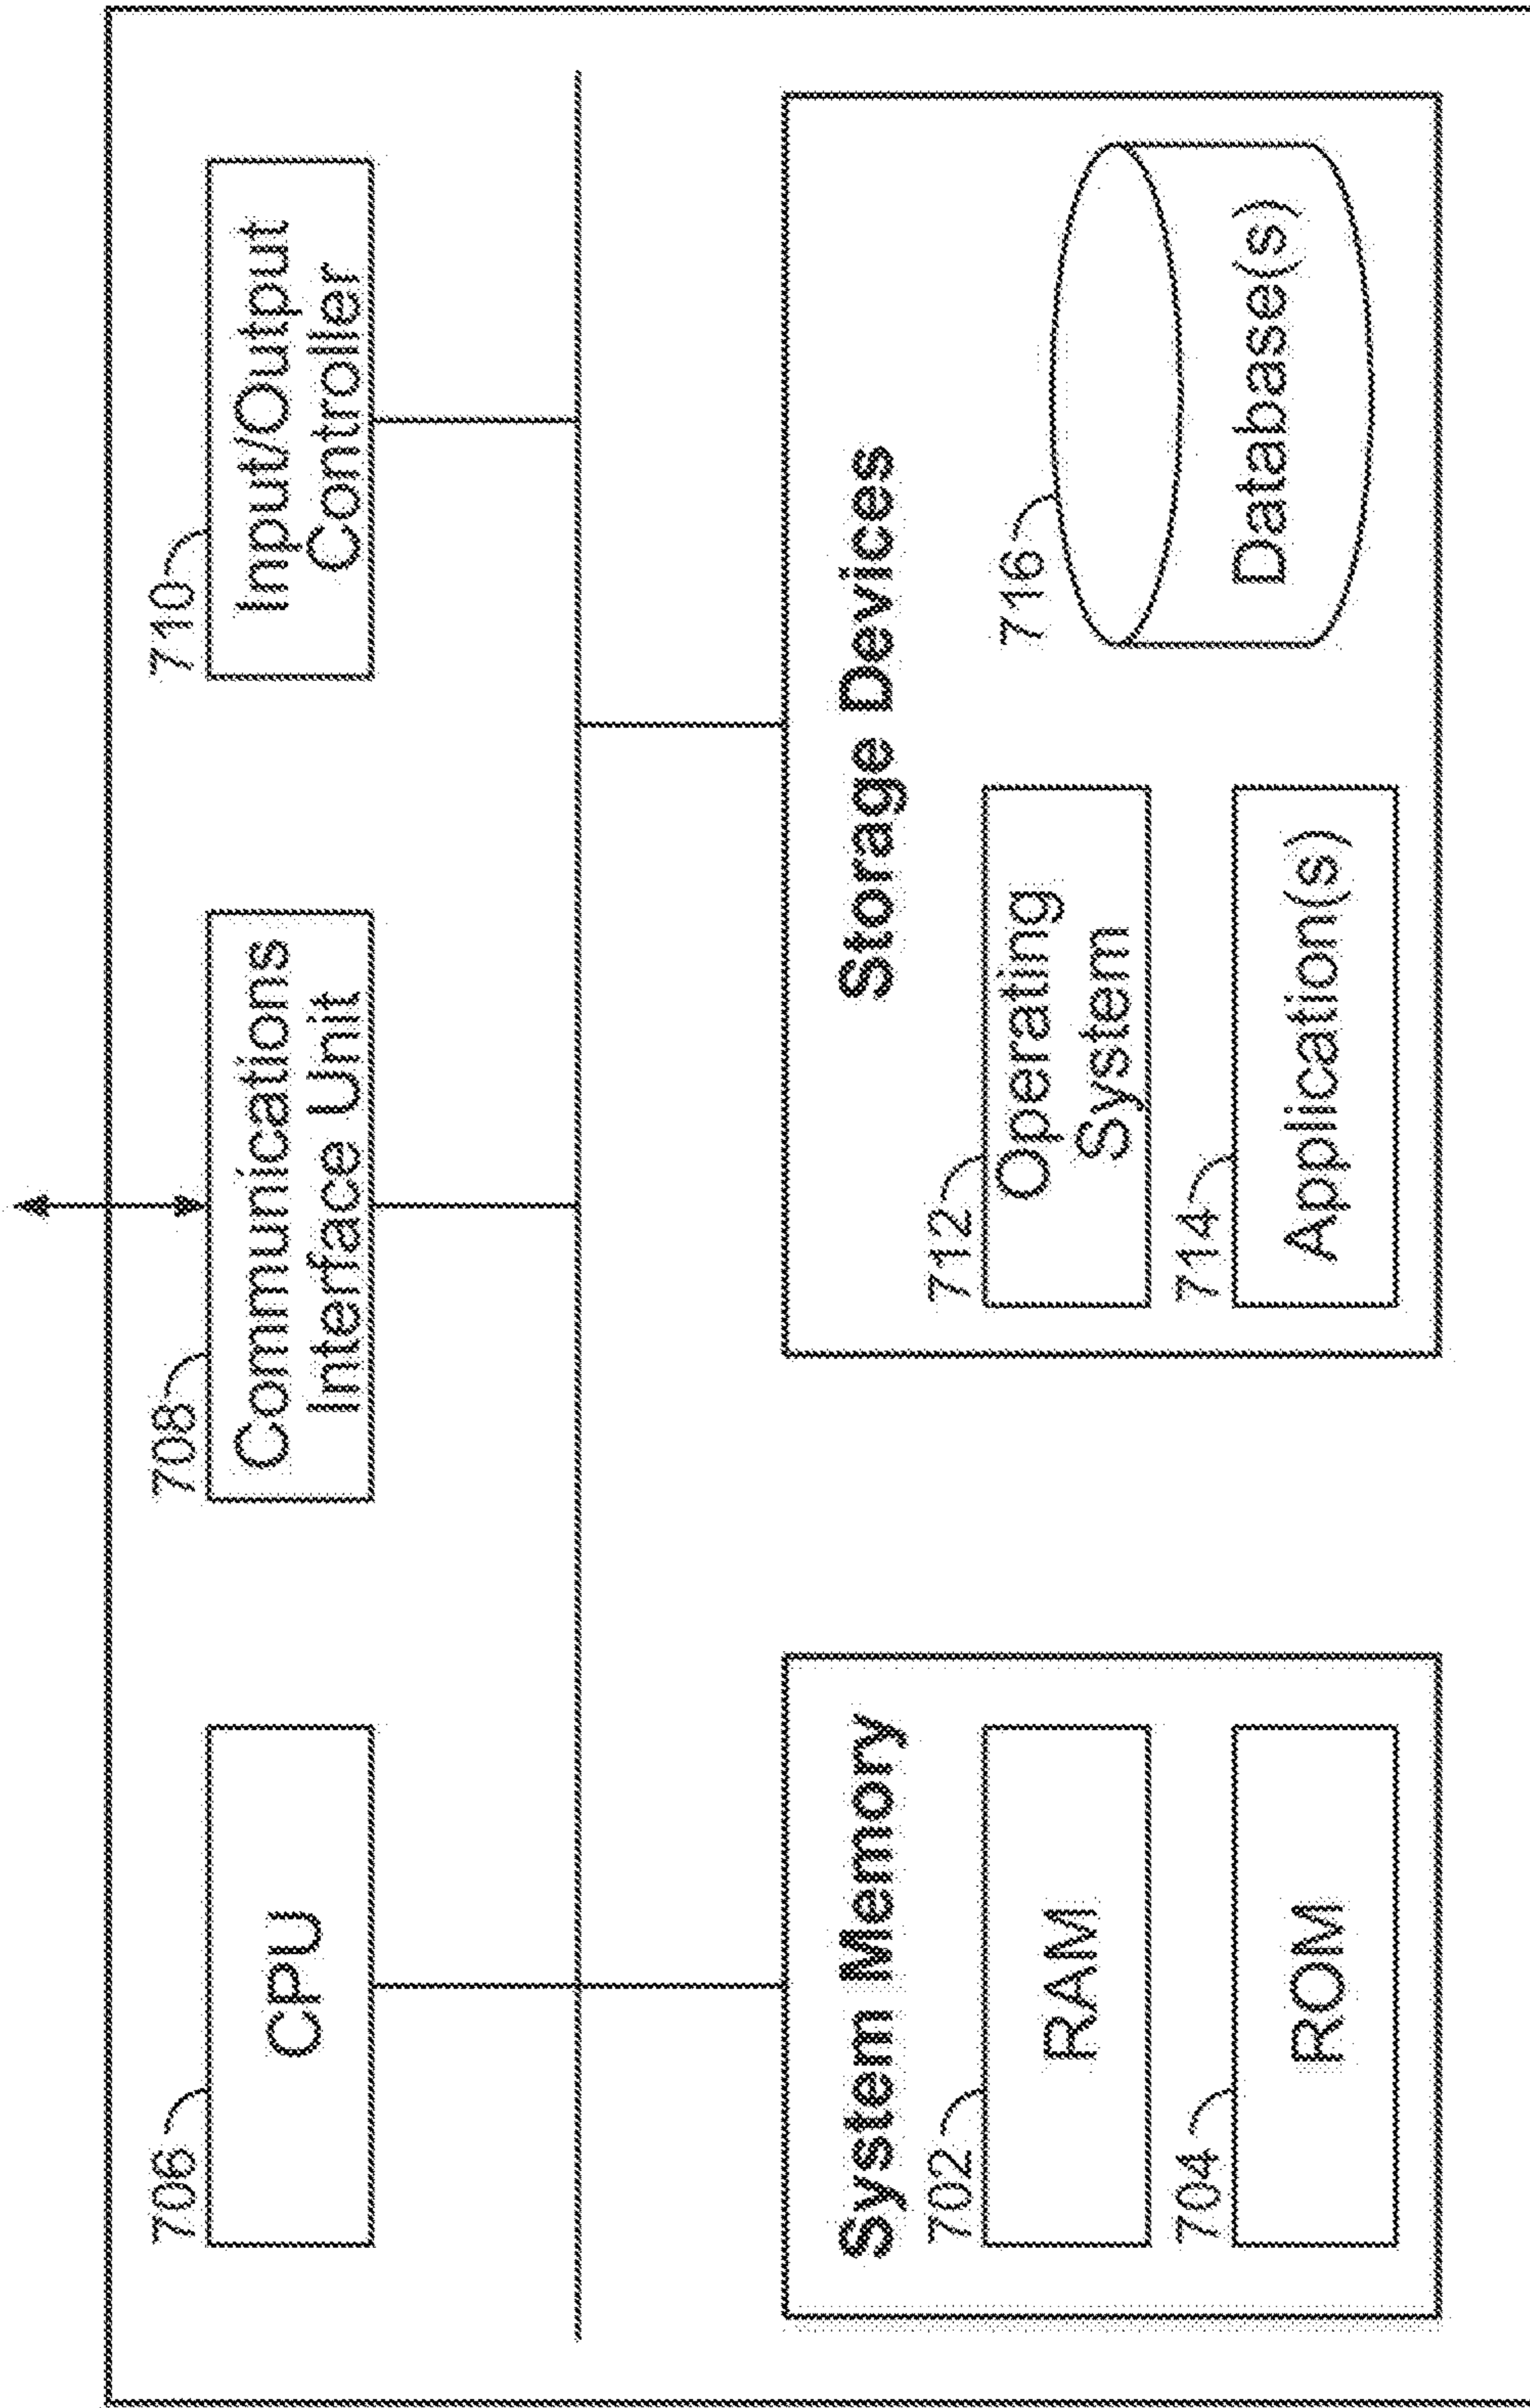 706
CPU
708
Communications
Interface Unit
710
Input/Output
Controller
System Memory
702
RAM
704
ROM
Storage Devices
712
Operating
System
714
Application(s)
716
Database(s)